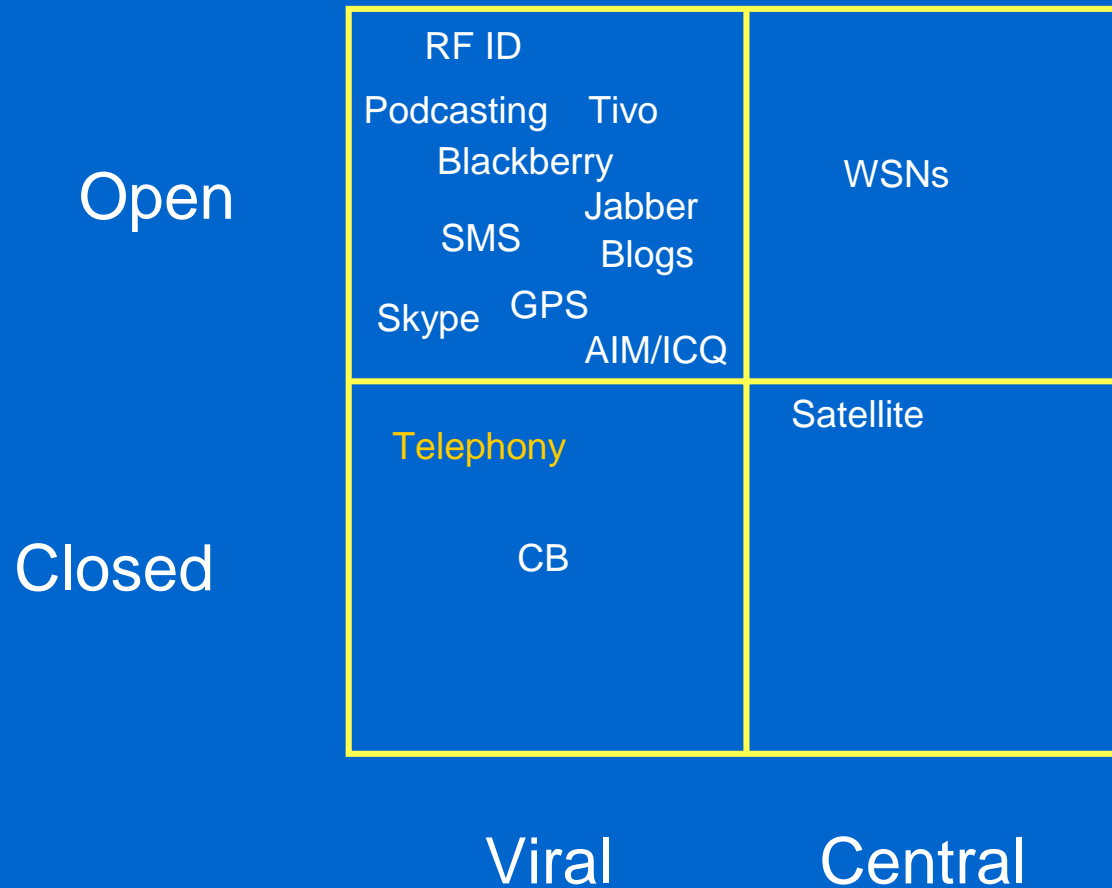 RF ID
Podcasting Tivo
Blackberry
WSNs
Open
Jabber
SMS
Blogs
GPS
Skype
AIM/ICQ
Satellite
Telephony
CB
Closed
Viral Central